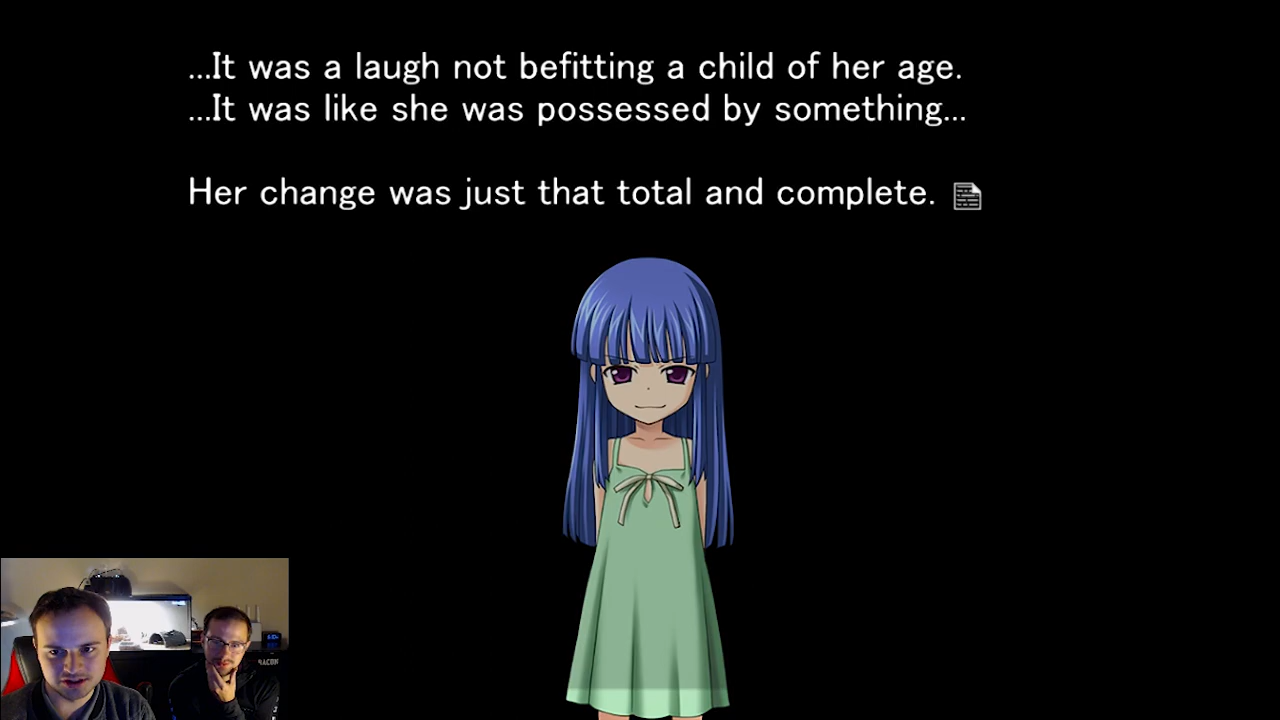 ...It was a laugh not befitting a child of her age.
...It was like she was possessed by something...
Her change was just that total and complete.